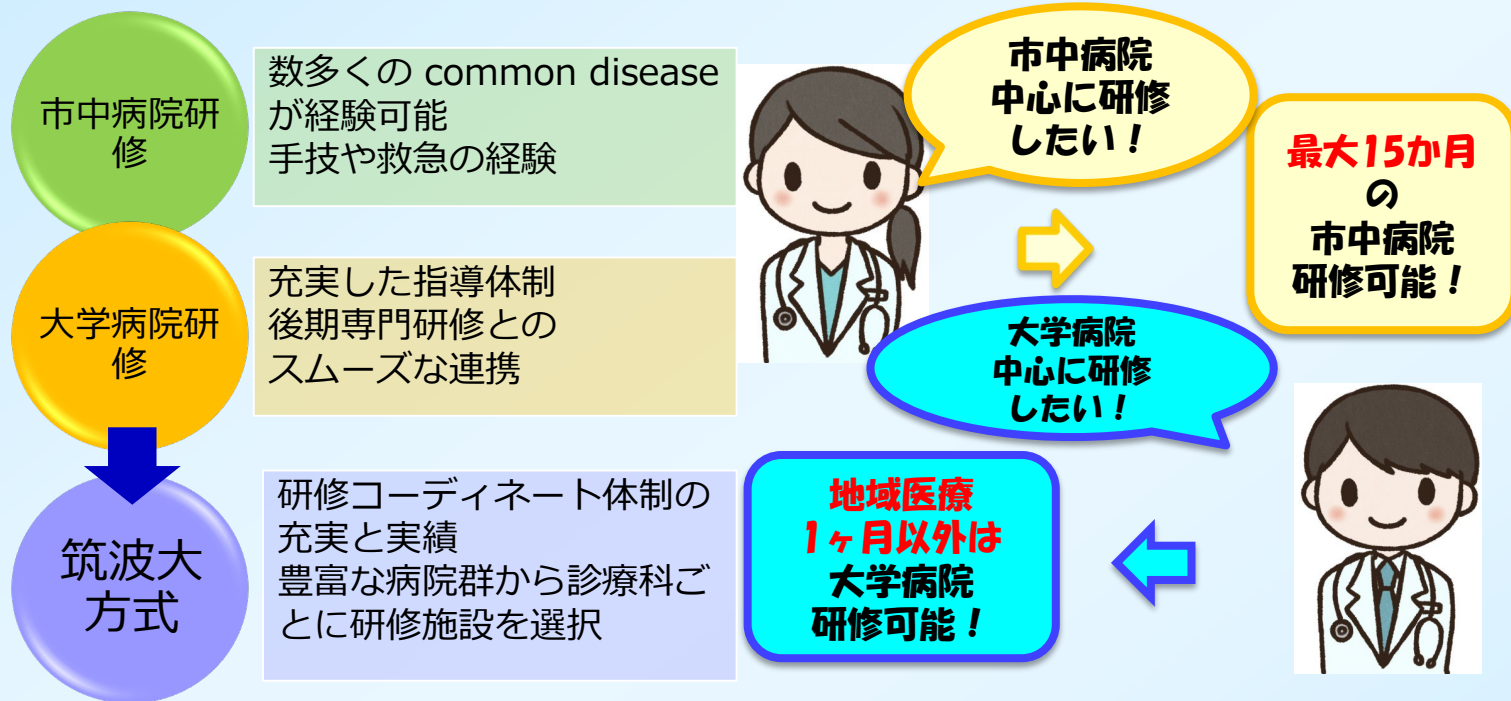 市中病院研
修
数多くの common disease
が経験可能
手技や救急の経験
市中病院
中心に研修
したい！
最大15か月
の
市中病院
研修可能！
大学病院研
修
充実した指導体制
後期専門研修との
スムーズな連携
大学病院
中心に研修
したい！
筑波大
方式
研修コーディネート体制の
充実と実績
豊富な病院群から診療科ご
とに研修施設を選択
地域医療
1ヶ月以外は
大学病院
研修可能！